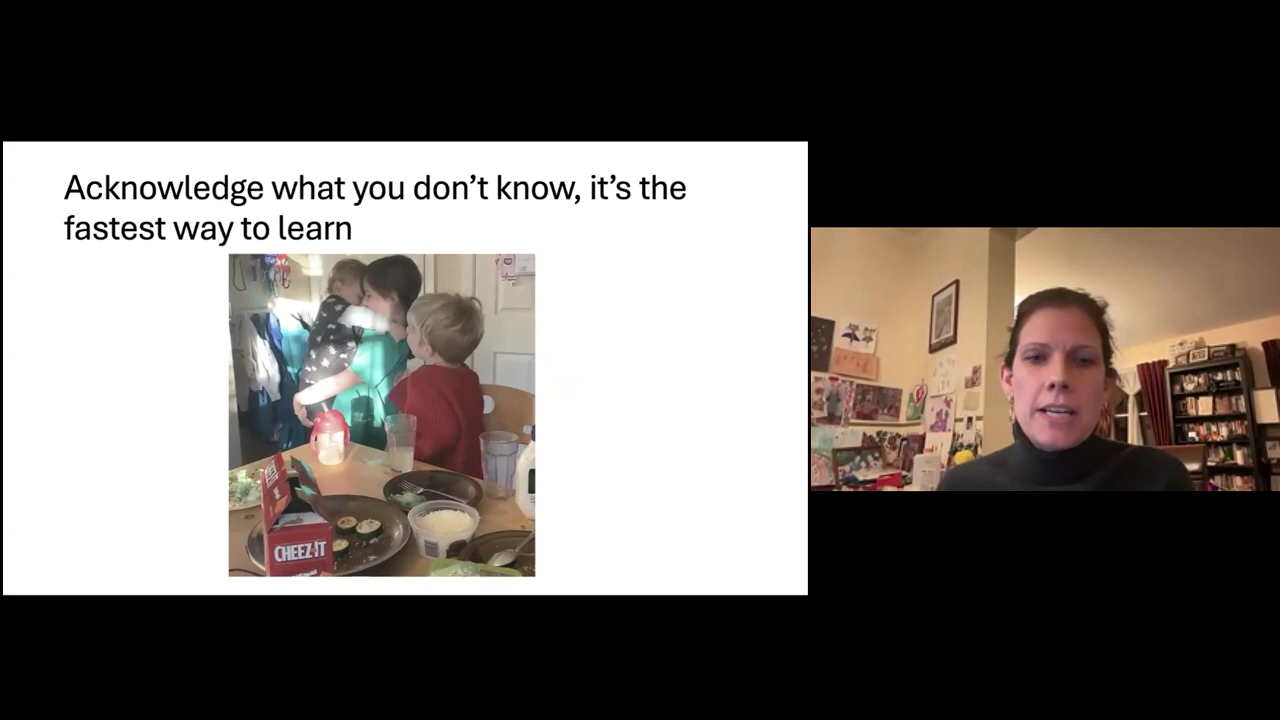 Acknowledge what you don’t know, it’s the
fastest way to learn
CHEEZ-IT